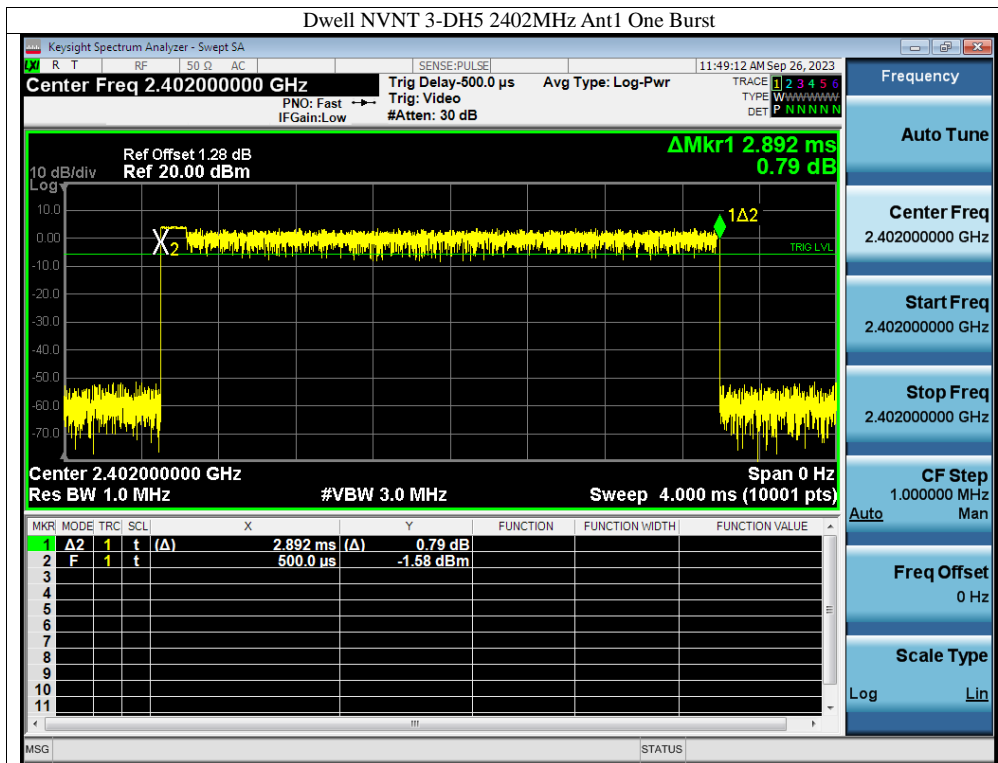 Dwell NVNT 3-DH5 2402MHz Ant1 One Burst
Keysight Spectrum Analyzer - Swept SA
LXI R T RF 50 Ω AC SENSE:PULSE 11:49:12 AM Sep 26, 2023
Center Freq 2.402000000 GHz
PNO: Fast
IFGain:Low
Trig Delay-500.0 µs
Trig: Video
#Atten: 30 dB
Avg Type: Log-Pwr
TRACE 1 2 3 4 5 6
TYPE WWWWWW
DET P N N N N N
ΔMkr1 2.892 ms
0.79 dB
Ref Offset 1.28 dB
10 dB/div Ref 20.00 dBm
Log
10.0
0.00
-10.0
-20.0
-30.0
-40.0
-50.0
-60.0
-70.0
1Δ2
2
TRIG LVL
Center 2.402000000 GHz Span 0 Hz
Res BW 1.0 MHz #VBW 3.0 MHz Sweep 4.000 ms (10001 pts)
MKR MODE TRC SCL X Y FUNCTION FUNCTION WIDTH FUNCTION VALUE
1 Δ2 1 t (Δ) 2.892 ms (Δ) 0.79 dB
2 F 1 t 500.0 µs -1.58 dBm
3
4
5
6
7
8
9
10
11
MSG STATUS
Frequency
Auto Tune
Center Freq
2.402000000 GHz
Start Freq
2.402000000 GHz
Stop Freq
2.402000000 GHz
CF Step
1.000000 MHz
Auto Man
Freq Offset
0 Hz
Scale Type
Log Lin